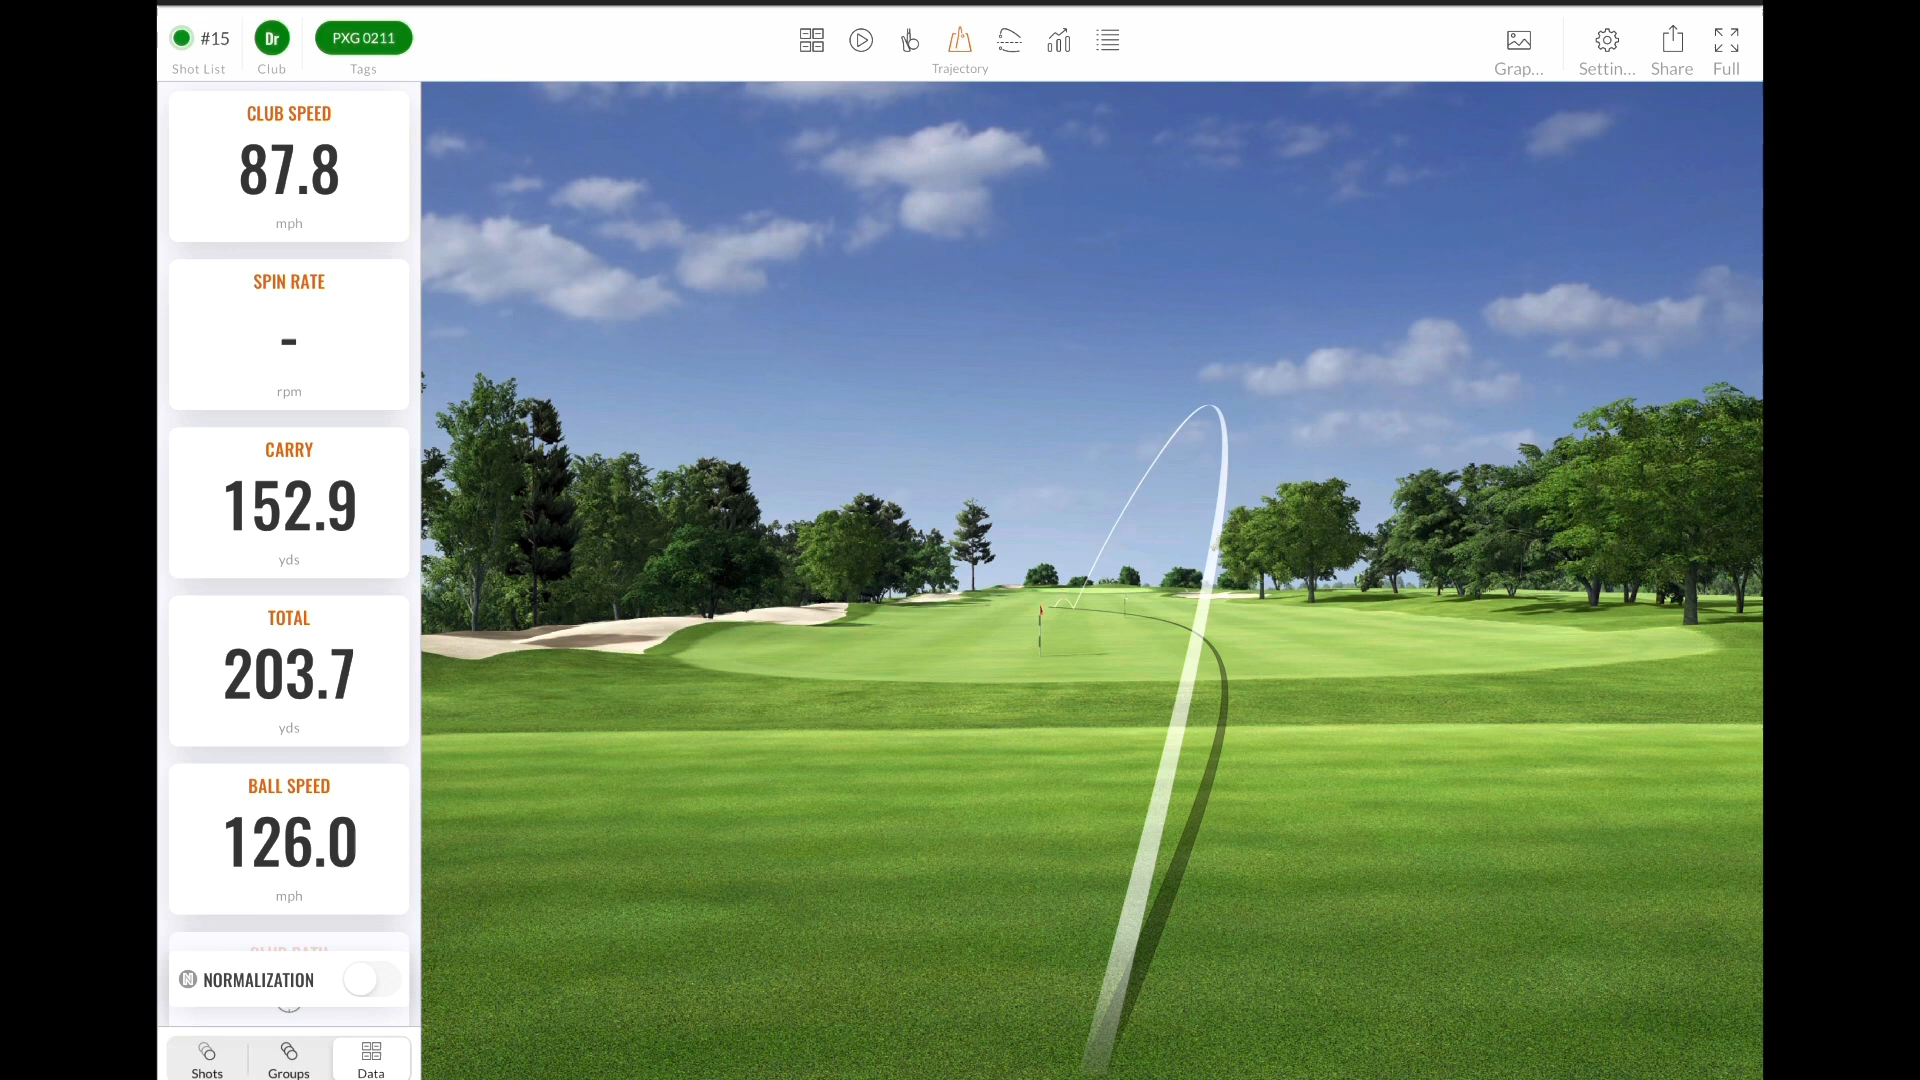 #15
Shot List
Dr
Club
PXG 0211
Tags
Trajectory
Grap...
Settin...
Share
Full
CLUB SPEED
87.8
mph
SPIN RATE
-
rpm
CARRY
152.9
yds
TOTAL
203.7
yds
BALL SPEED
126.0
mph
CLUB PATH
N NORMALIZATION
Shots
Groups
Data